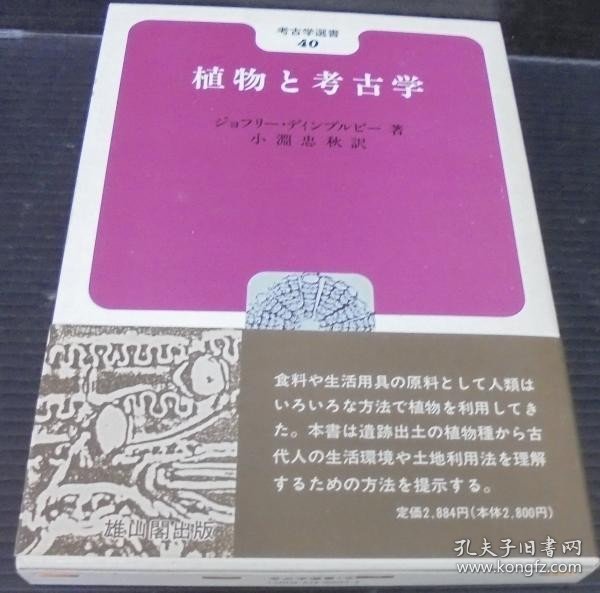 考古学選書
40
植物と考古学
ジョフリー・ディンブルビー 著
小淵忠秋訳
食料や生活用具の原料として人類は
いろいろな方法で植物を利用してき
た。本書は遺跡出土の植物種から古
代人の生活環境や土地利用法を理解
するための方法を提示する。
定価2,884円(本体2,800円)
雄山閣出版
考古学選書
孔夫子旧书网
www.kongfz.com